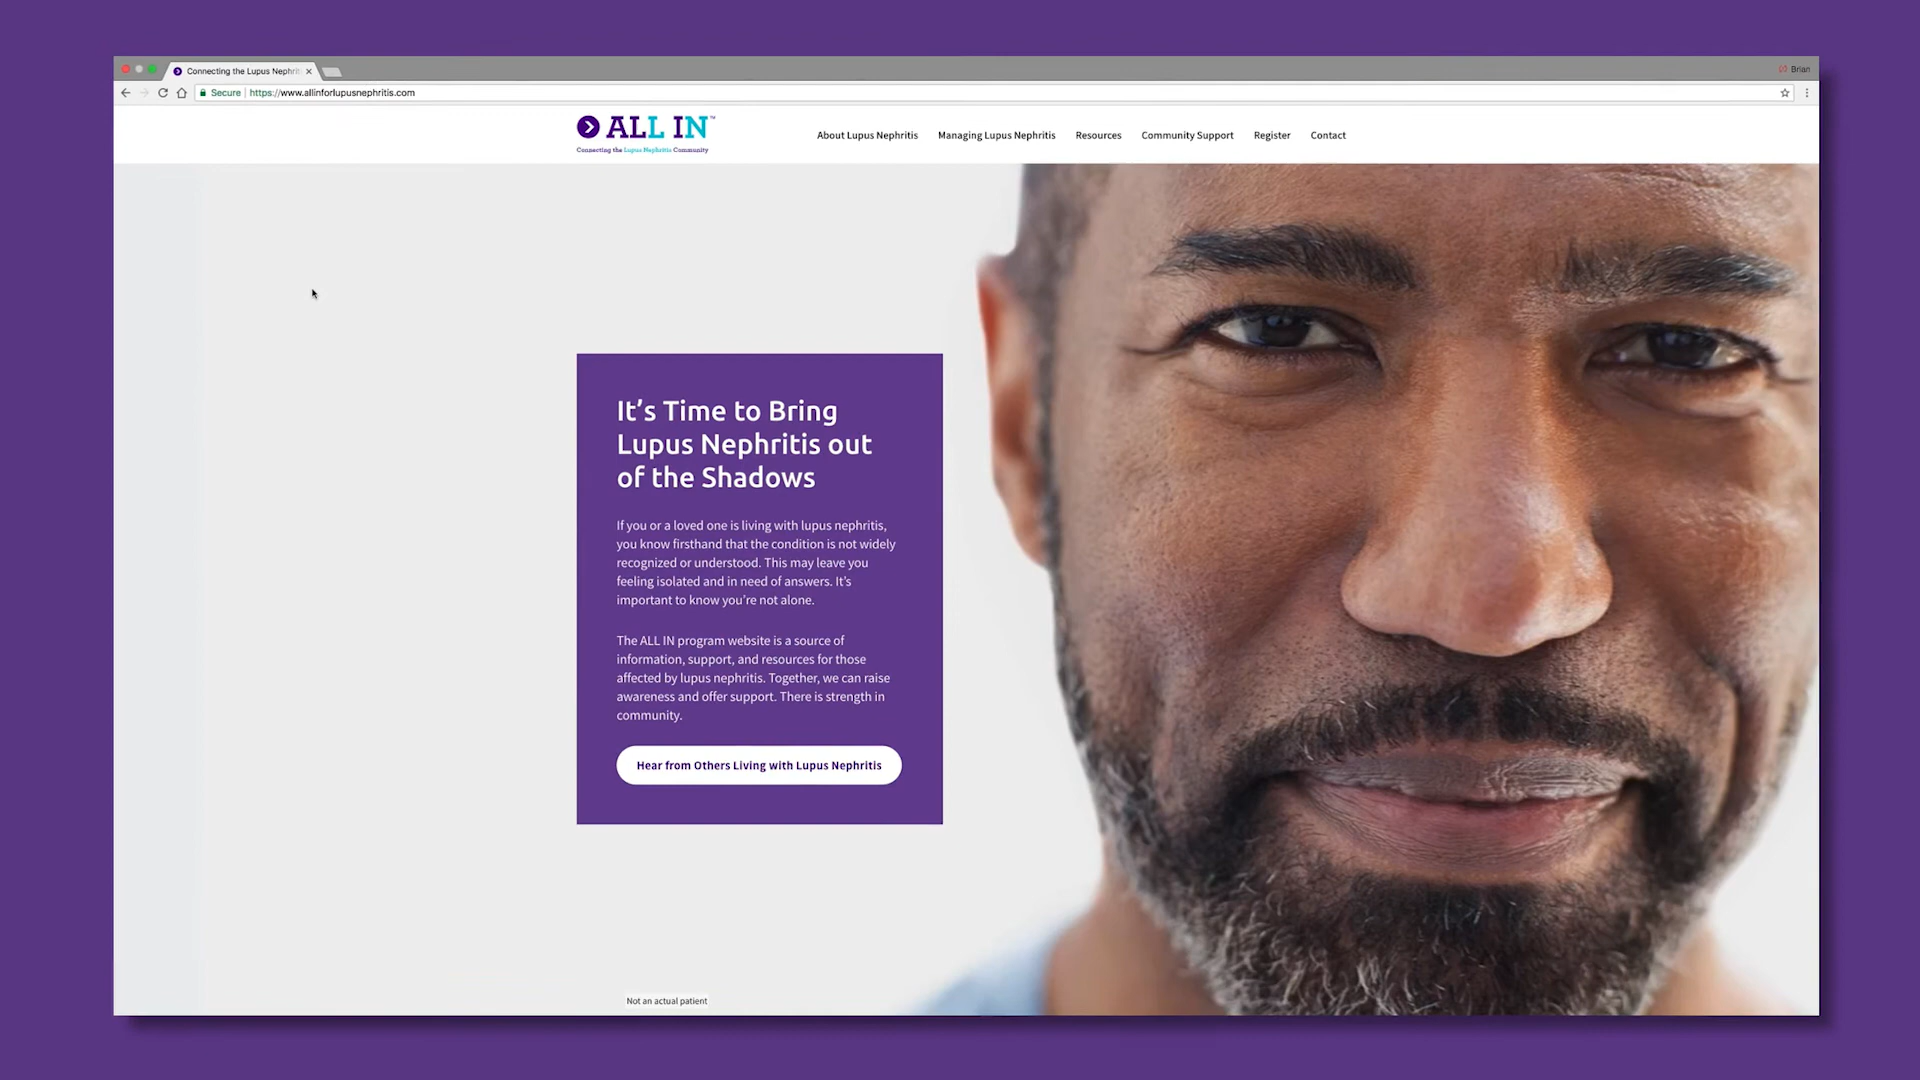 Connecting the Lupus Nephriti
Brian
Secure | https://www.allinforlupusnephritis.com
ALL IN™
Connecting the Lupus Nephritis Community
About Lupus Nephritis
Managing Lupus Nephritis
Resources
Community Support
Register
Contact
It's Time to Bring
Lupus Nephritis out
of the Shadows
If you or a loved one is living with lupus nephritis,
you know firsthand that the condition is not widely
recognized or understood. This may leave you
feeling isolated and in need of answers. It's
important to know you're not alone.
The ALL IN program website is a source of
information, support, and resources for those
affected by lupus nephritis. Together, we can raise
awareness and offer support. There is strength in
community.
Hear from Others Living with Lupus Nephritis
Not an actual patient